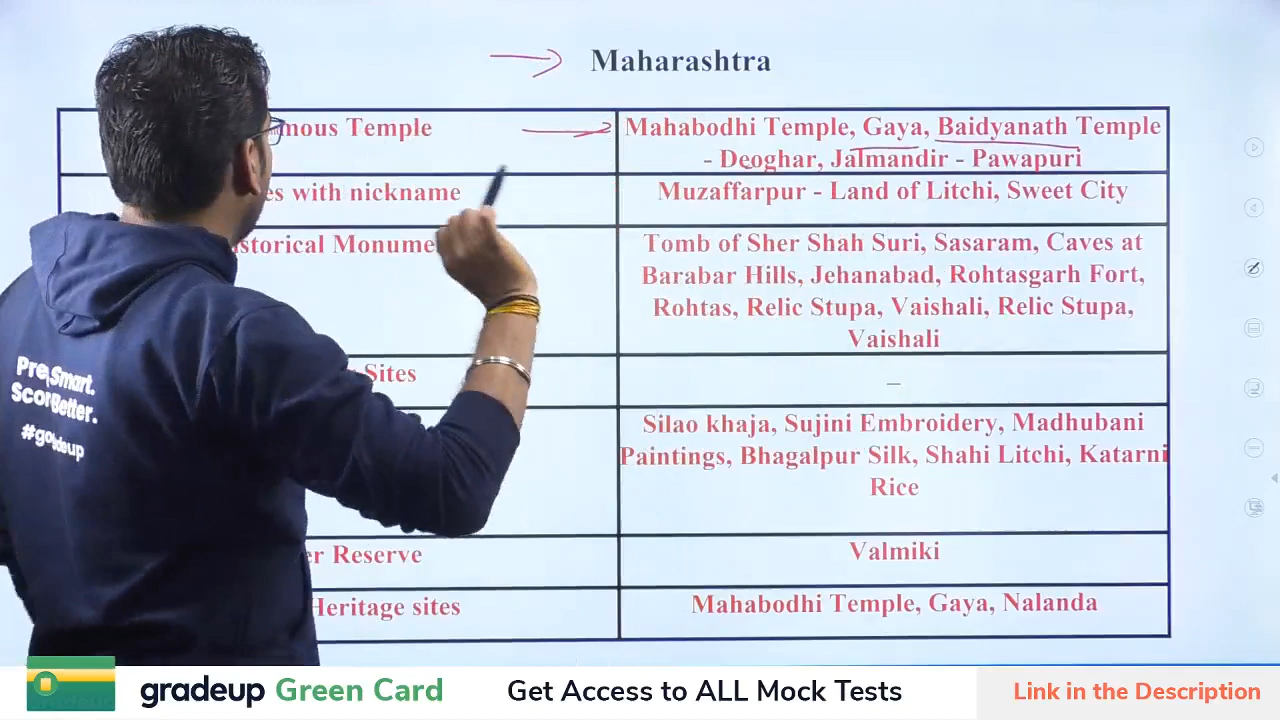 Maharashtra
mous Temple
Mahabodhi Temple, Gaya, Baidyanath Temple
- Deoghar, Jalmandir - Pawapuri
es with nickname
Muzaffarpur - Land of Litchi, Sweet City
storical Monume
Tomb of Sher Shah Suri, Sasaram, Caves at
Barabar Hills, Jehanabad, Rohtasgarh Fort,
Rohtas, Relic Stupa, Vaishali, Relic Stupa,
Vaishali
Sites
–
Silao khaja, Sujini Embroidery, Madhubani
Paintings, Bhagalpur Silk, Shahi Litchi, Katarni
Rice
er Reserve
Valmiki
Heritage sites
Mahabodhi Temple, Gaya, Nalanda
Smart.
Better.
gradeup Green Card
Get Access to ALL Mock Tests
Link in the Description